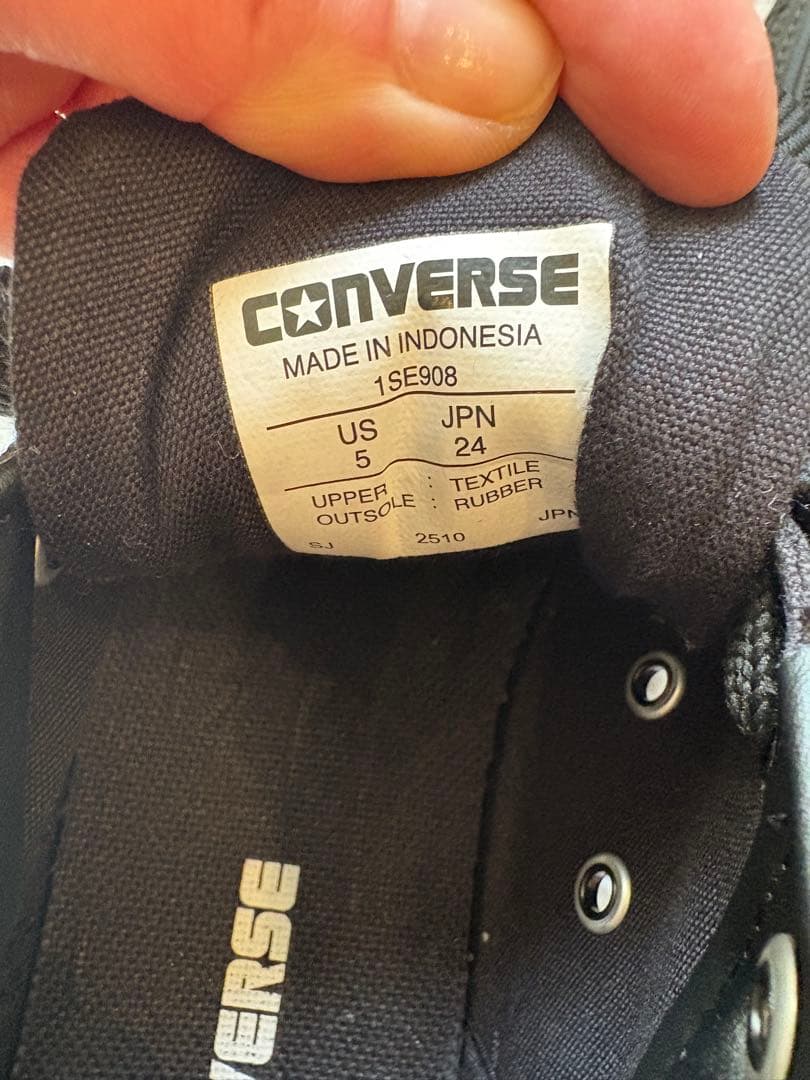 CONVERSE
MADE IN INDONESIA
1SE908
US JPN
5 24
UPPER : TEXTILE
OUTSOLE : RUBBER
SJ 2510 JPN
VERSE